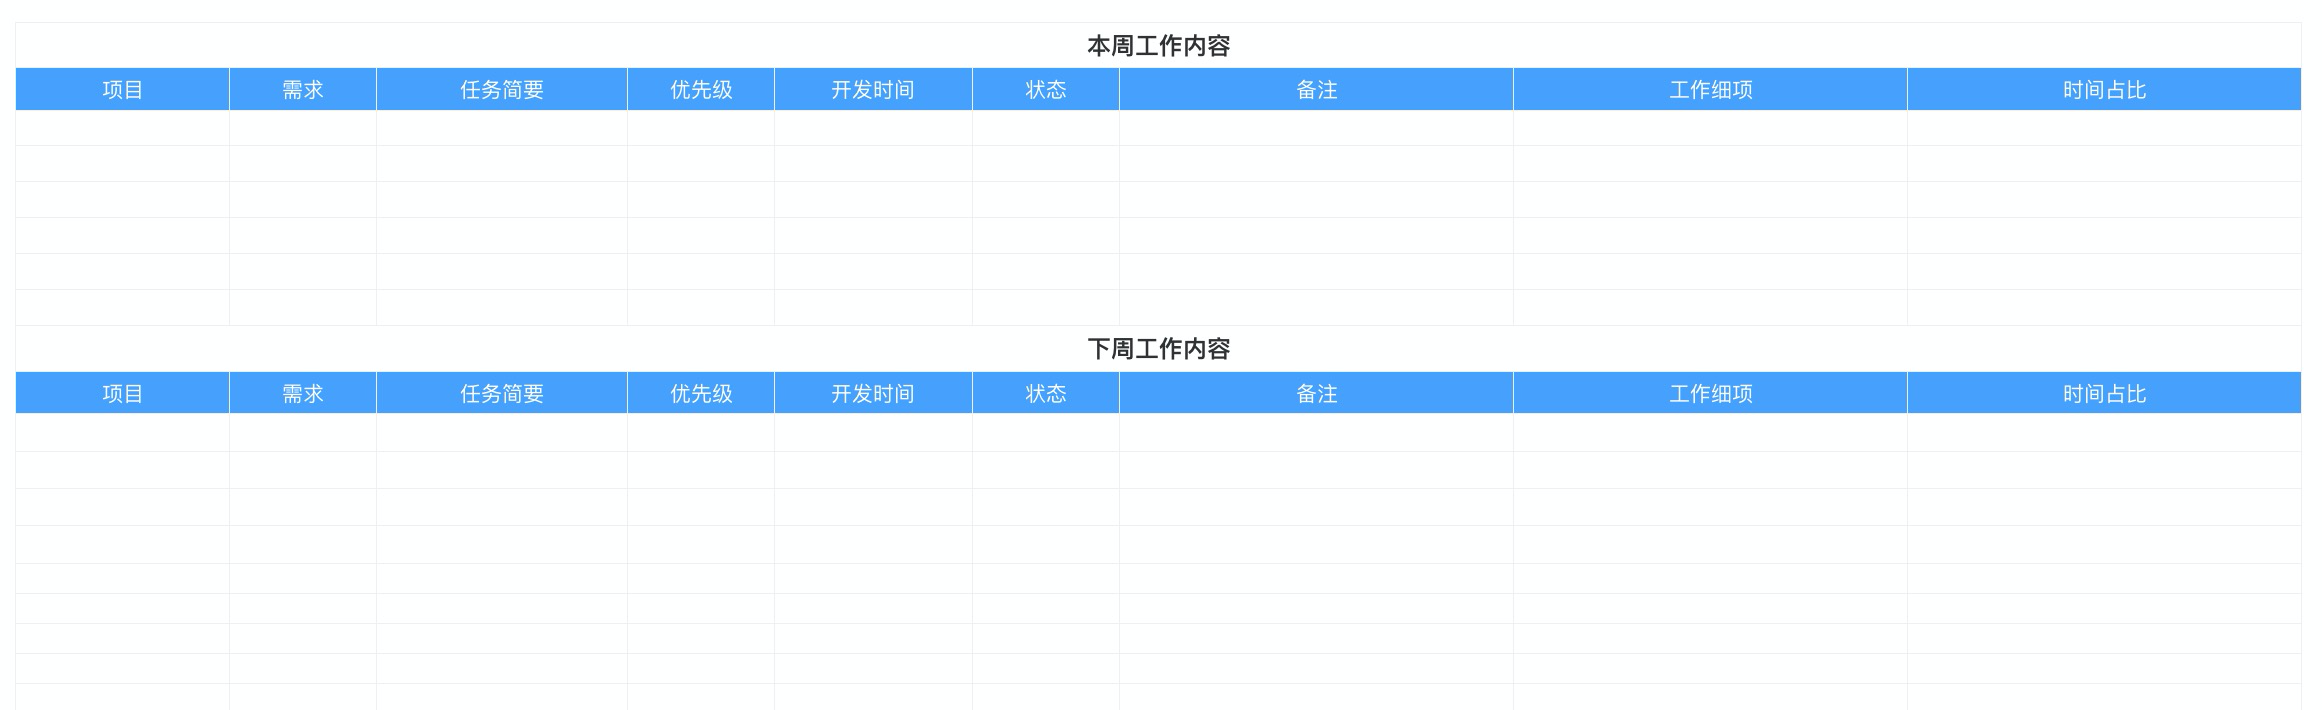 本周工作内容
项目 需求 任务简要 优先级 开发时间 状态 备注 工作细项 时间占比
下周工作内容
项目 需求 任务简要 优先级 开发时间 状态 备注 工作细项 时间占比